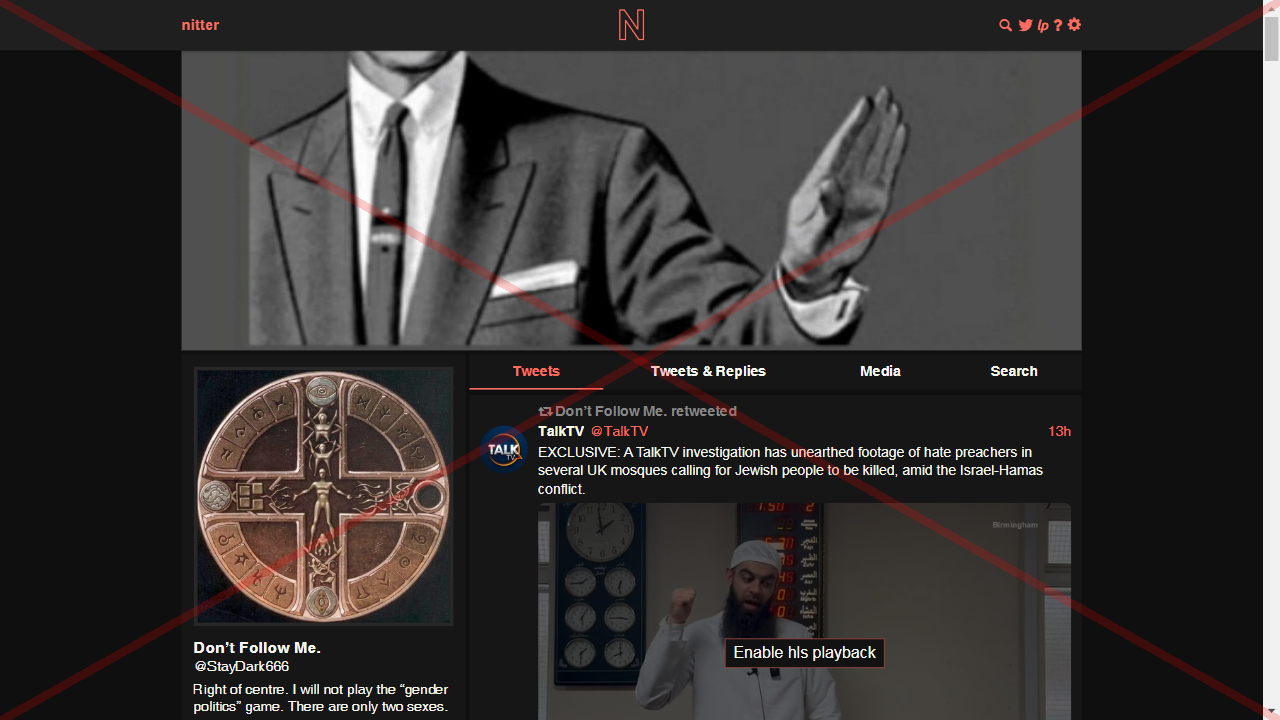 nitter
N
lp ?
Tweets
Tweets & Replies
Media
Search
Don't Follow Me. retweeted
TalkTV @TalkTV 13h
TALK
TV
EXCLUSIVE: A TalkTV investigation has unearthed footage of hate preachers in
several UK mosques calling for Jewish people to be killed, amid the Israel-Hamas
conflict.
Birmingham
Enable hls playback
Don't Follow Me.
@StayDark666
Right of centre. I will not play the “gender
politics” game. There are only two sexes.